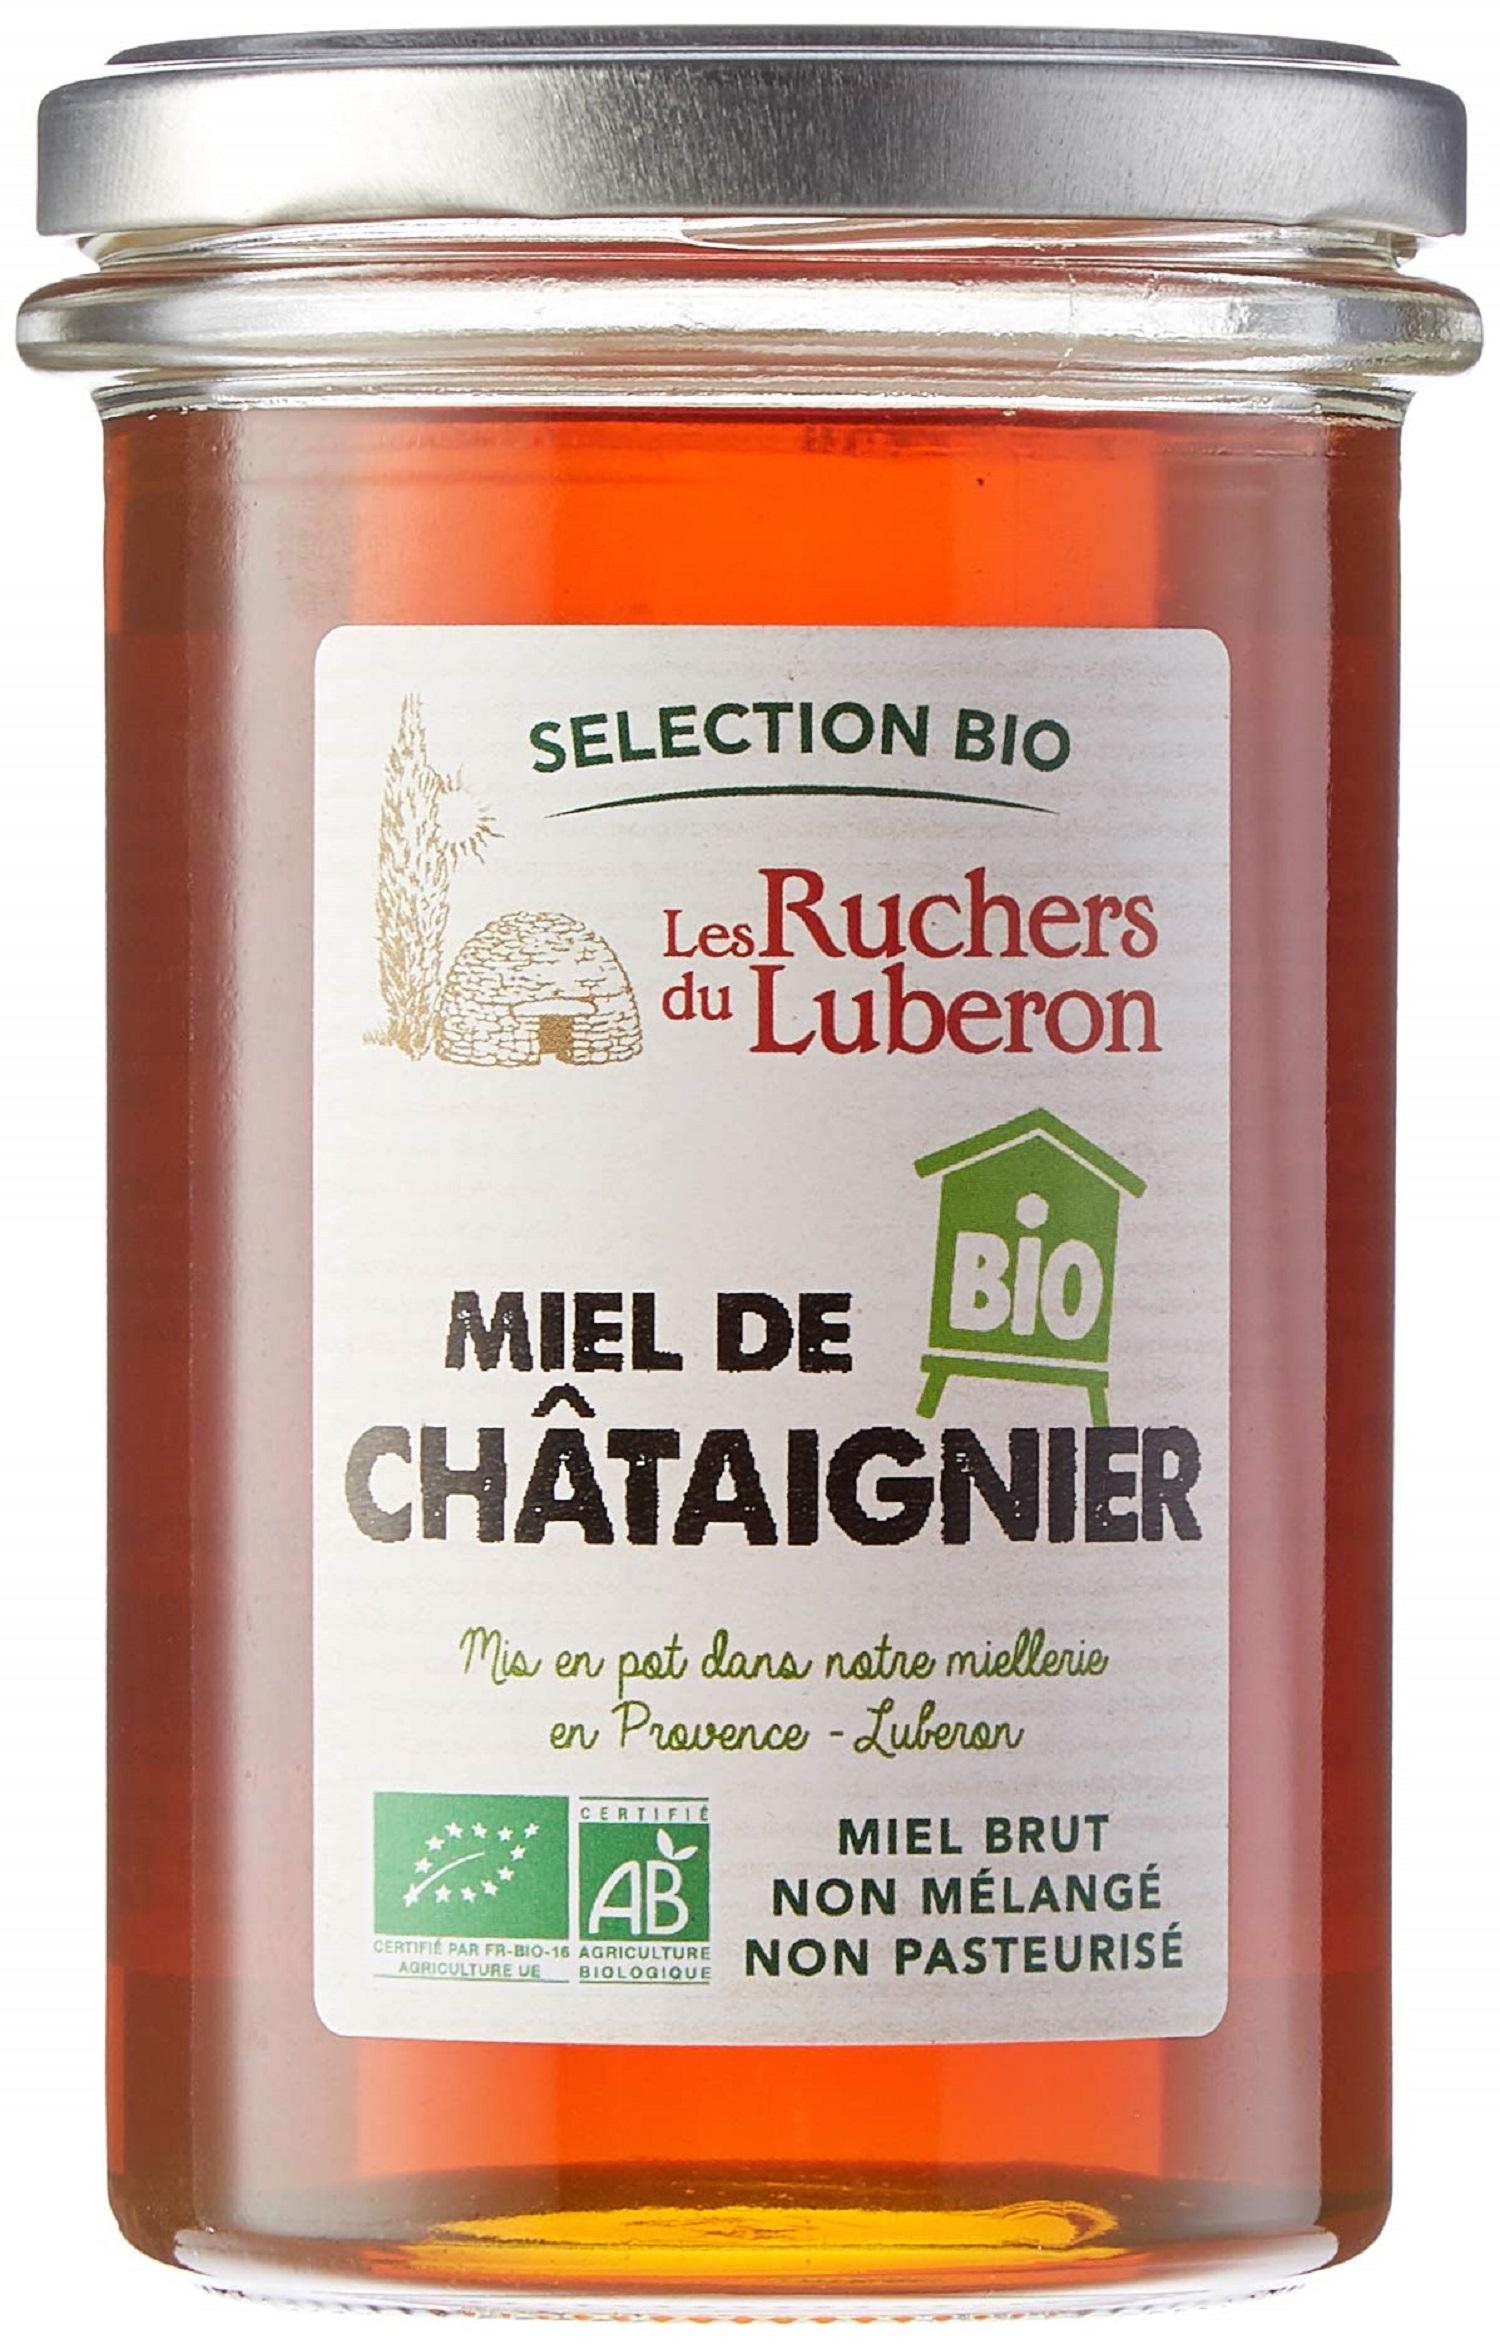 SELECTION BIO
Les Ruchers
du Luberon
BiO
MIEL DE
CHÂTAIGNIER
Mis en pot dans notre miellerie
en Provence - Luberon
CERTIFIÉ
AB
CERTIFIÉ PAR FR-BIO-16
AGRICULTURE UE
AGRICULTURE
BIOLOGIQUE
MIEL BRUT
NON MÉLANGÉ
NON PASTEURISÉ